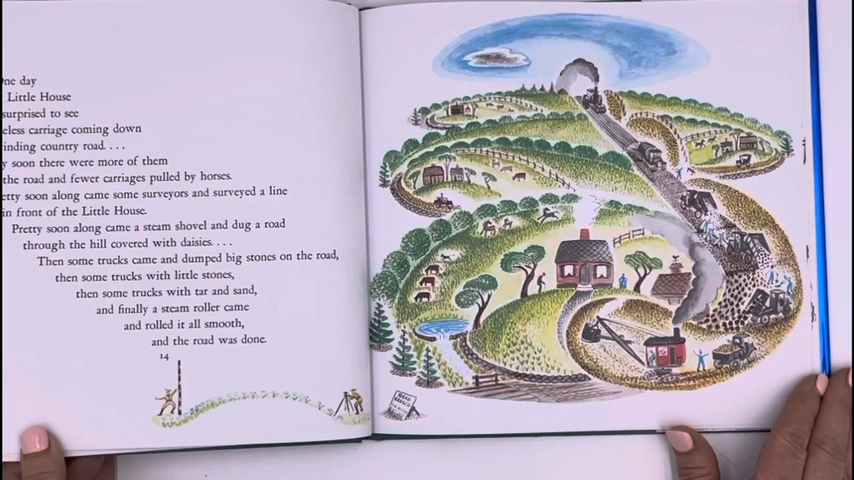 One day
Little House
surprised to see
eless carriage coming down
inding country road. . . .
y soon there were more of them
the road and fewer carriages pulled by horses.
etty soon along came some surveyors and surveyed a line
in front of the Little House.
Pretty soon along came a steam shovel and dug a road
through the hill covered with daisies. . . .
Then some trucks came and dumped big stones on the road,
then some trucks with little stones,
then some trucks with tar and sand,
and finally a steam roller came
and rolled it all smooth,
and the road was done.
14
ROAD